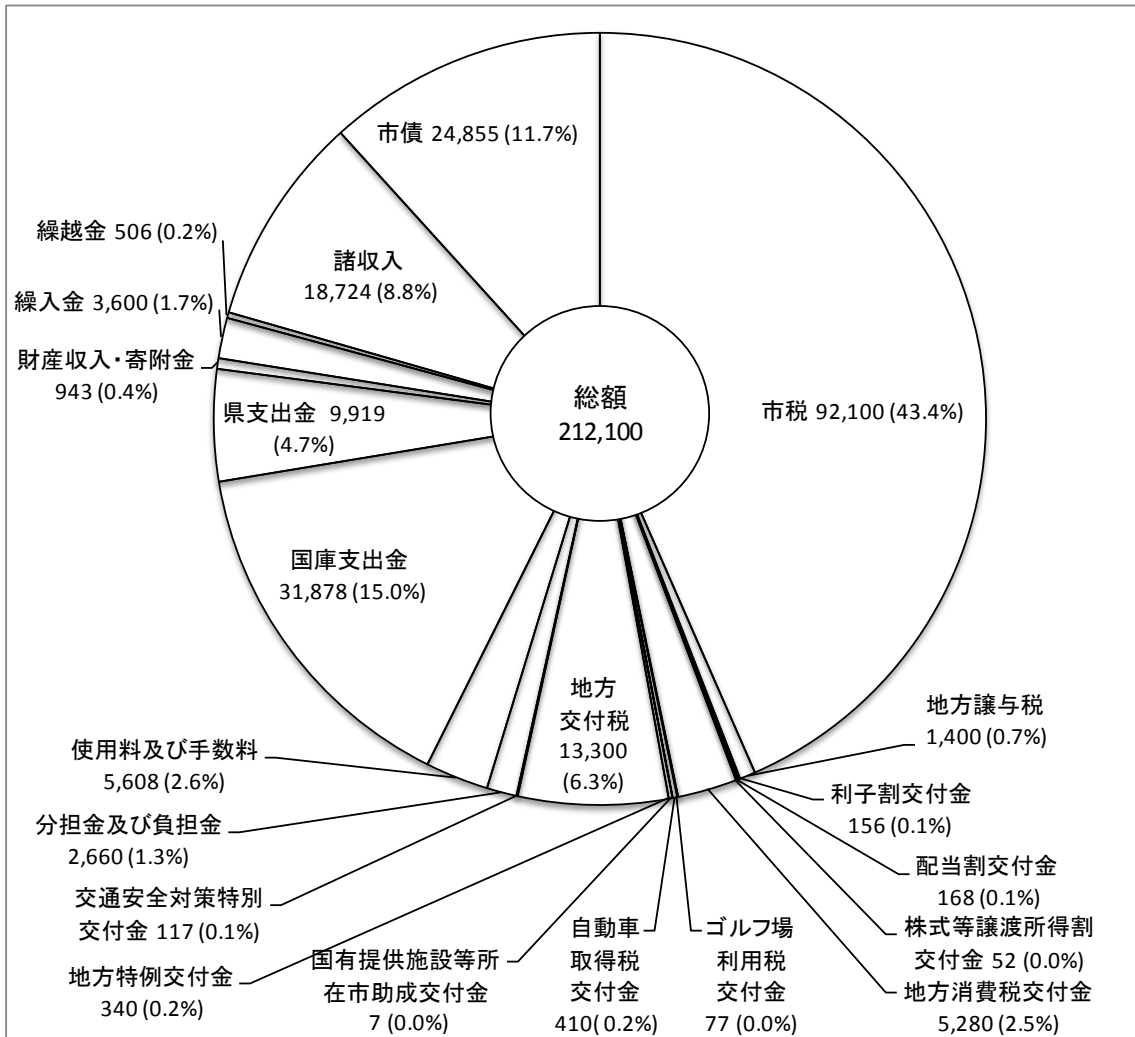 市債 24,855 (11.7%)
繰越金 506 (0.2%)
諸収入
18,724 (8.8%)
繰入金 3,600 (1.7%)
財産収入・寄附金
943 (0.4%)
県支出金 9,919
(4.7%)
総額
212,100
市税 92,100 (43.4%)
国庫支出金
31,878 (15.0%)
地方
交付税
13,300
(6.3%)
地方譲与税
1,400 (0.7%)
使用料及び手数料
5,608 (2.6%)
利子割交付金
156 (0.1%)
分担金及び負担金
2,660 (1.3%)
配当割交付金
168 (0.1%)
交通安全対策特別
交付金 117 (0.1%)
株式等譲渡所得割
交付金 52 (0.0%)
地方特例交付金
340 (0.2%)
国有提供施設等所
在市助成交付金
7 (0.0%)
自動車
取得税
交付金
410( 0.2%)
ゴルフ場
利用税
交付金
77 (0.0%)
地方消費税交付金
5,280 (2.5%)